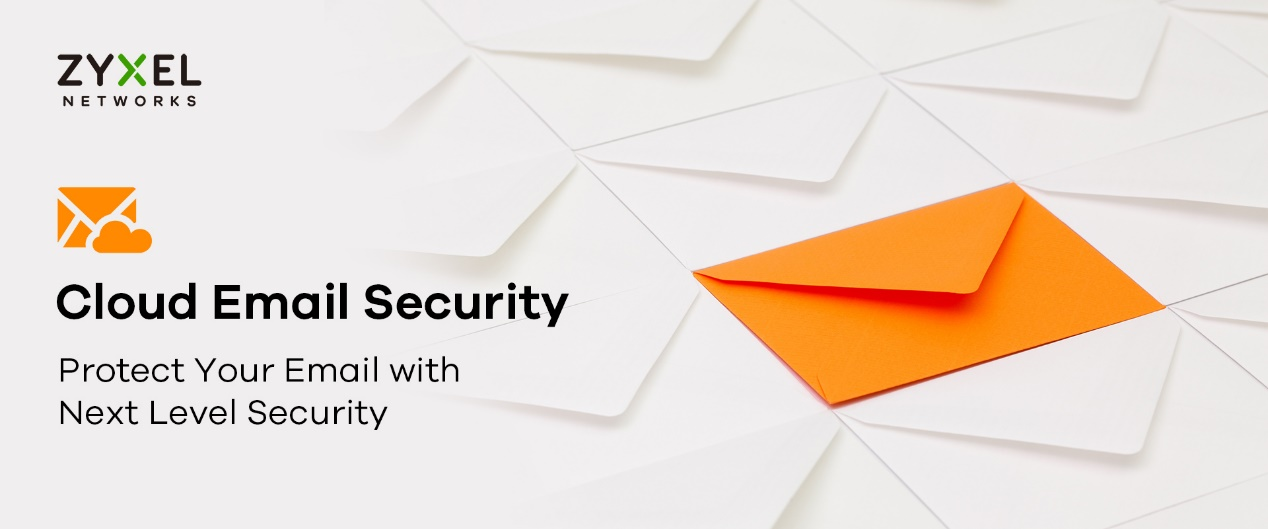 ZYXEL
NETWORKS
Cloud Email Security
Protect Your Email with
Next Level Security